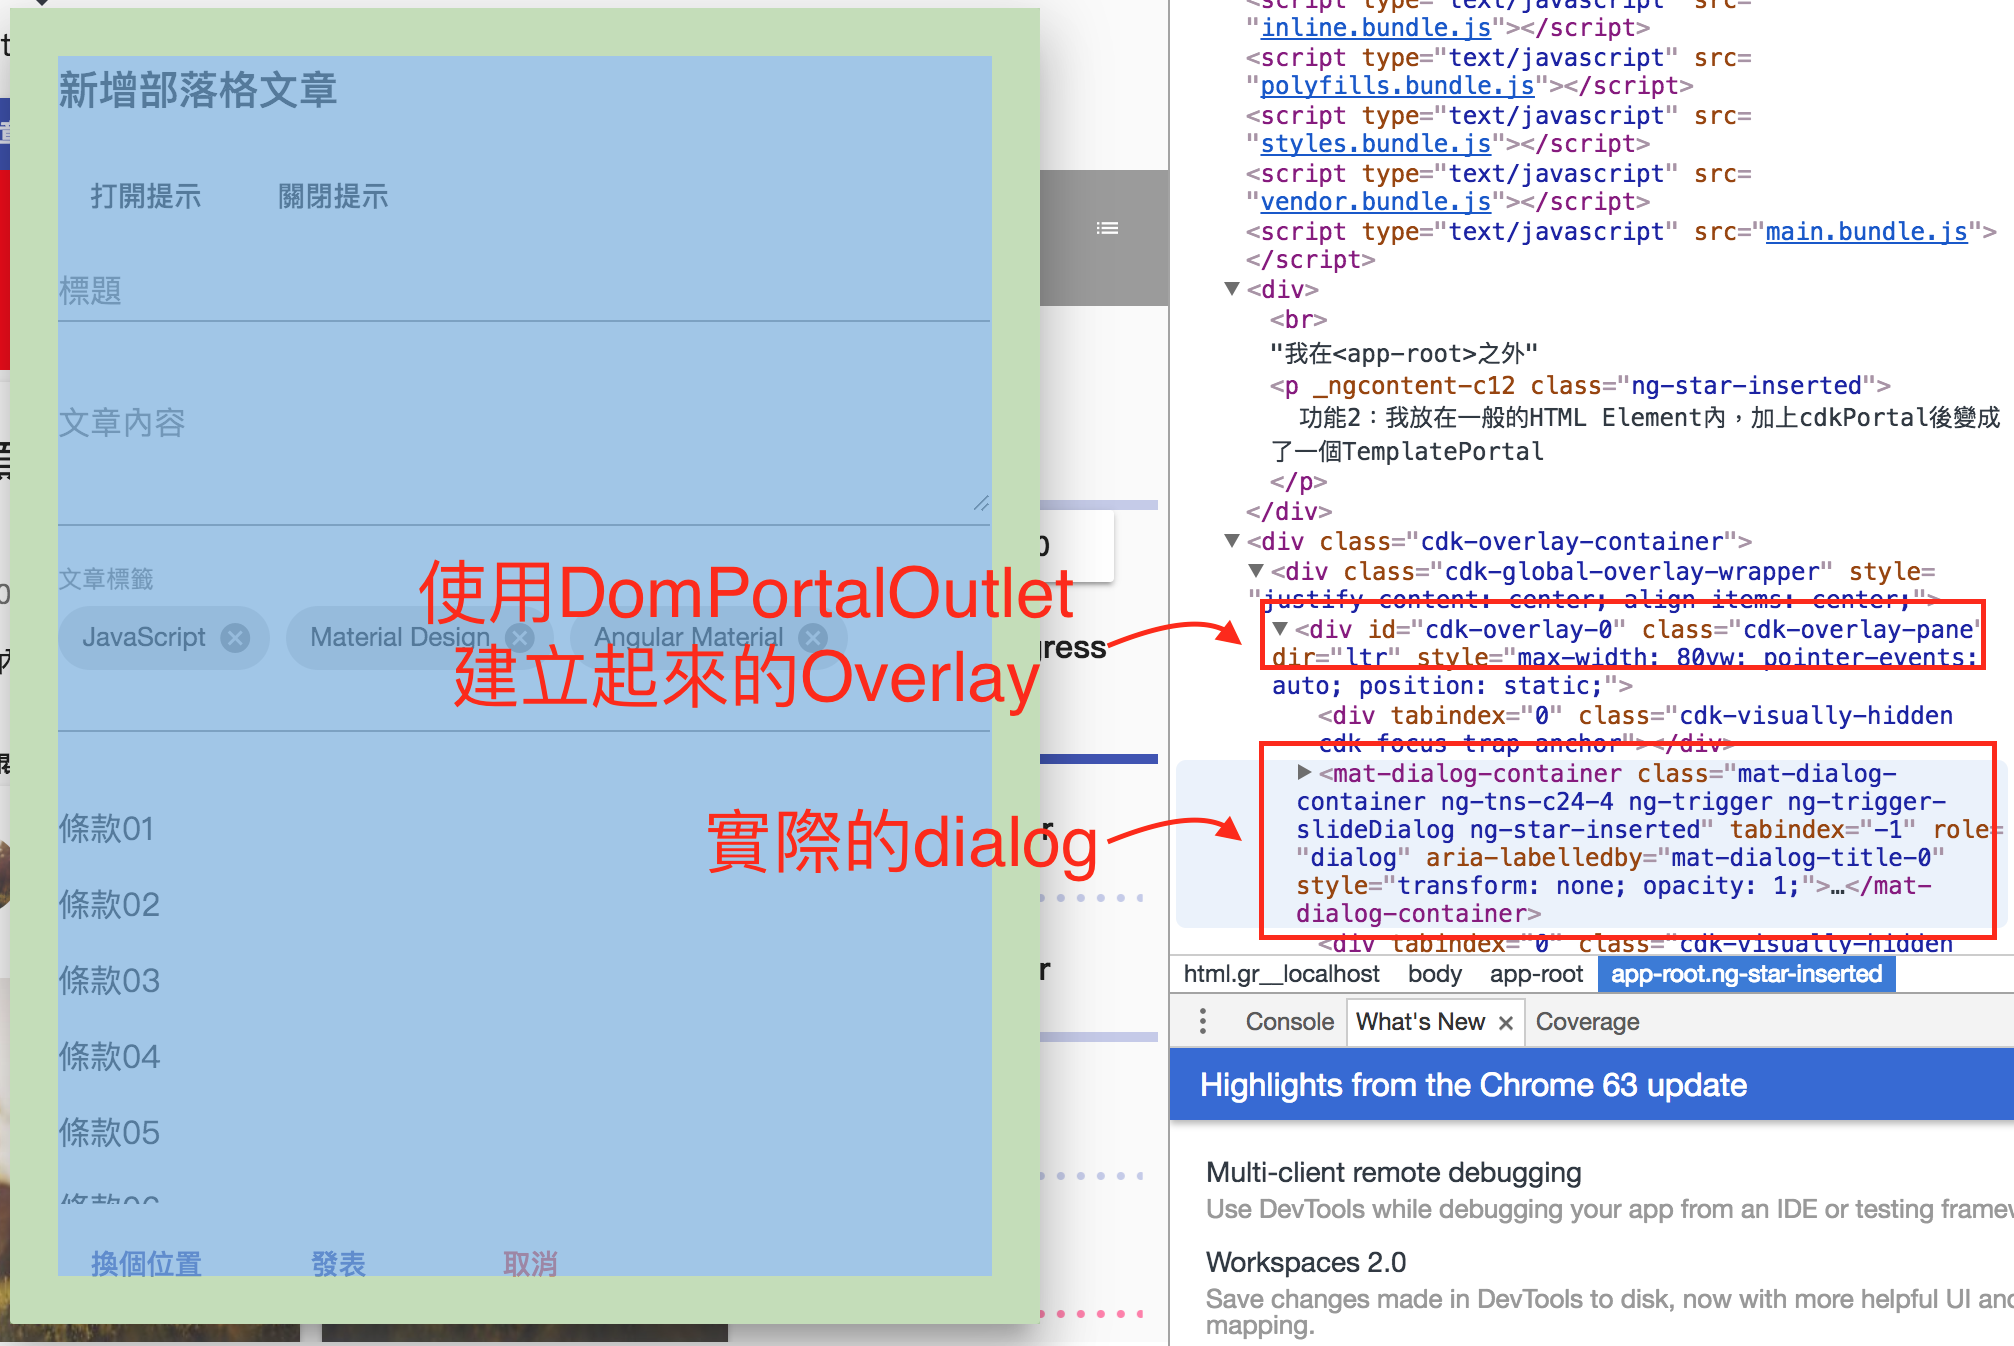 新增部落格文章
打開提示 關閉提示
標題
文章內容
文章標籤
JavaScript Material Design Angular Material
條款01
條款02
條款03
條款04
條款05
條款06
換個位置 發表 取消
使用DomPortalOutlet
建立起來的Overlay
實際的dialog
gress
r
r
<script type="text/javascript" src=
"inline.bundle.js"></script>
<script type="text/javascript" src=
"polyfills.bundle.js"></script>
<script type="text/javascript" src=
"styles.bundle.js"></script>
<script type="text/javascript" src=
"vendor.bundle.js"></script>
<script type="text/javascript" src="main.bundle.js">
</script>
<div>
<br>
"我在<app-root>之外"
<p _ngcontent-c12 class="ng-star-inserted">
功能2：我放在一般的HTML Element內，加上cdkPortal後變成
了一個TemplatePortal
</p>
</div>
<div class="cdk-overlay-container">
<div class="cdk-global-overlay-wrapper" style=
"justify-content: center; align-items: center;">
<div id="cdk-overlay-0" class="cdk-overlay-pane"
dir="ltr" style="max-width: 80vw; pointer-events:
auto; position: static;">
<div tabindex="0" class="cdk-visually-hidden
cdk-focus-trap-anchor"></div>
<mat-dialog-container class="mat-dialog-
container ng-tns-c24-4 ng-trigger ng-trigger-
slideDialog ng-star-inserted" tabindex="-1" role=
"dialog" aria-labelledby="mat-dialog-title-0"
style="transform: none; opacity: 1;">…</mat-
dialog-container>
<div tabindex="0" class="cdk-visually-hidden
html.gr__localhost body app-root app-root.ng-star-inserted
Console What's New × Coverage
Highlights from the Chrome 63 update
Multi-client remote debugging
Use DevTools while debugging your app from an IDE or testing framew
Workspaces 2.0
Save changes made in DevTools to disk, now with more helpful UI and
mapping.